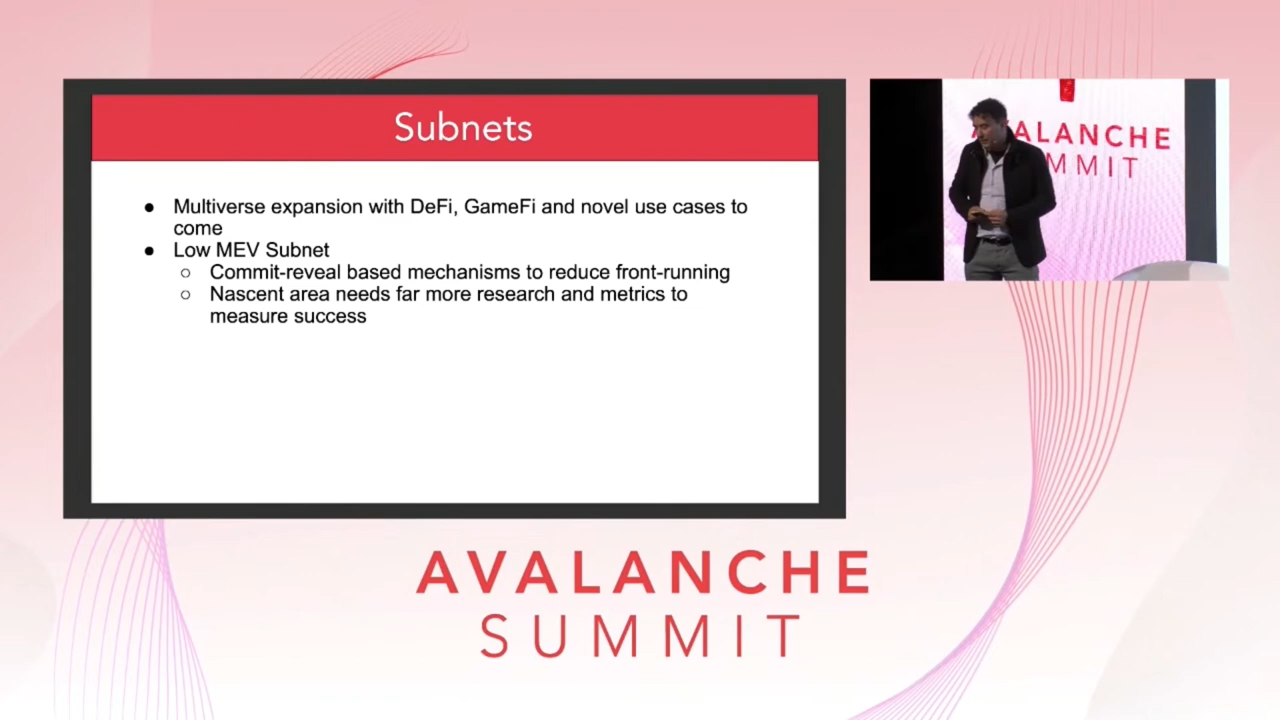 Subnets
● Multiverse expansion with DeFi, GameFi and novel use cases to
come
● Low MEV Subnet
○ Commit-reveal based mechanisms to reduce front-running
○ Nascent area needs far more research and metrics to
measure success
AVALANCHE
SUMMIT
AVALANCHE
SUMMIT